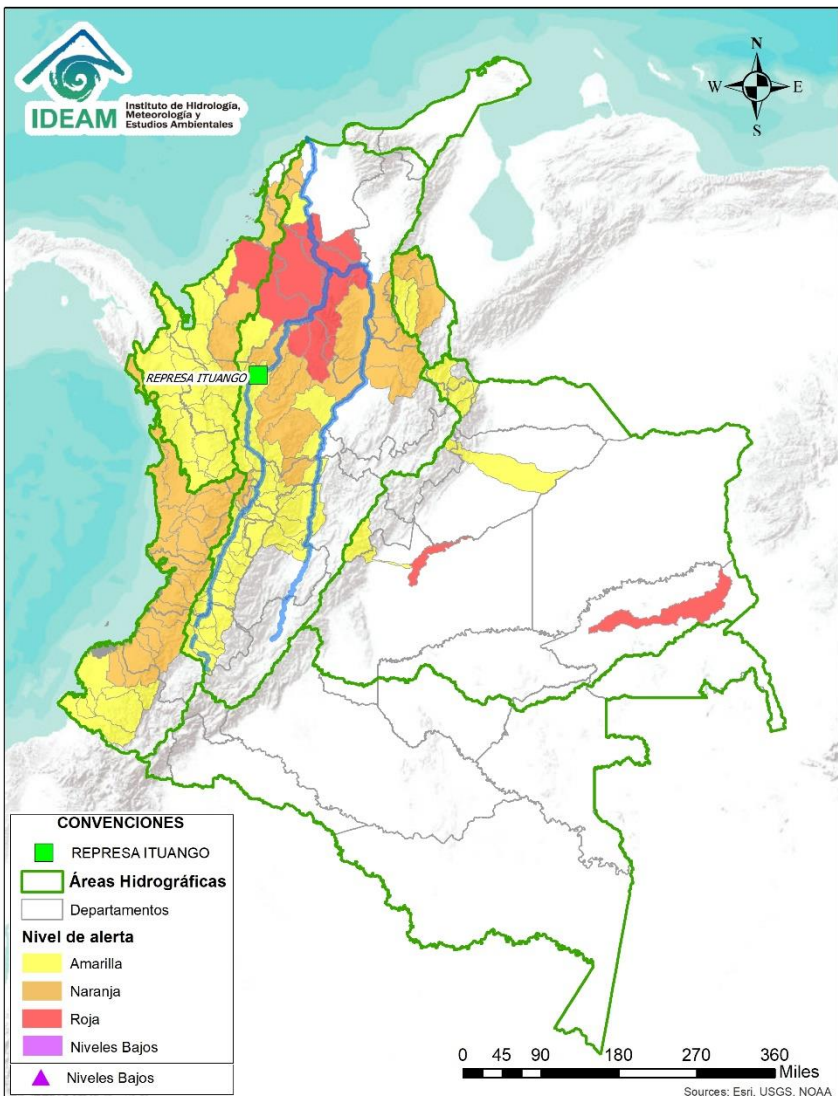 IDEAM
Instituto de Hidrología,
Meteorología y
Estudios Ambientales
N
W
E
S
REPRESA ITUANGO
CONVENCIONES
REPRESA ITUANGO
Áreas Hidrográficas
Departamentos
Nivel de alerta
Amarilla
Naranja
Roja
Niveles Bajos
Niveles Bajos
0 45 90 180 270 360
Miles
Sources: Esri, USGS, NOAA